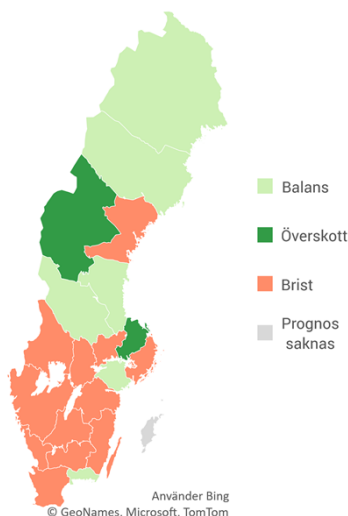 Balans
Överskott
Brist
Prognos
saknas
Använder Bing
© GeoNames, Microsoft, TomTom